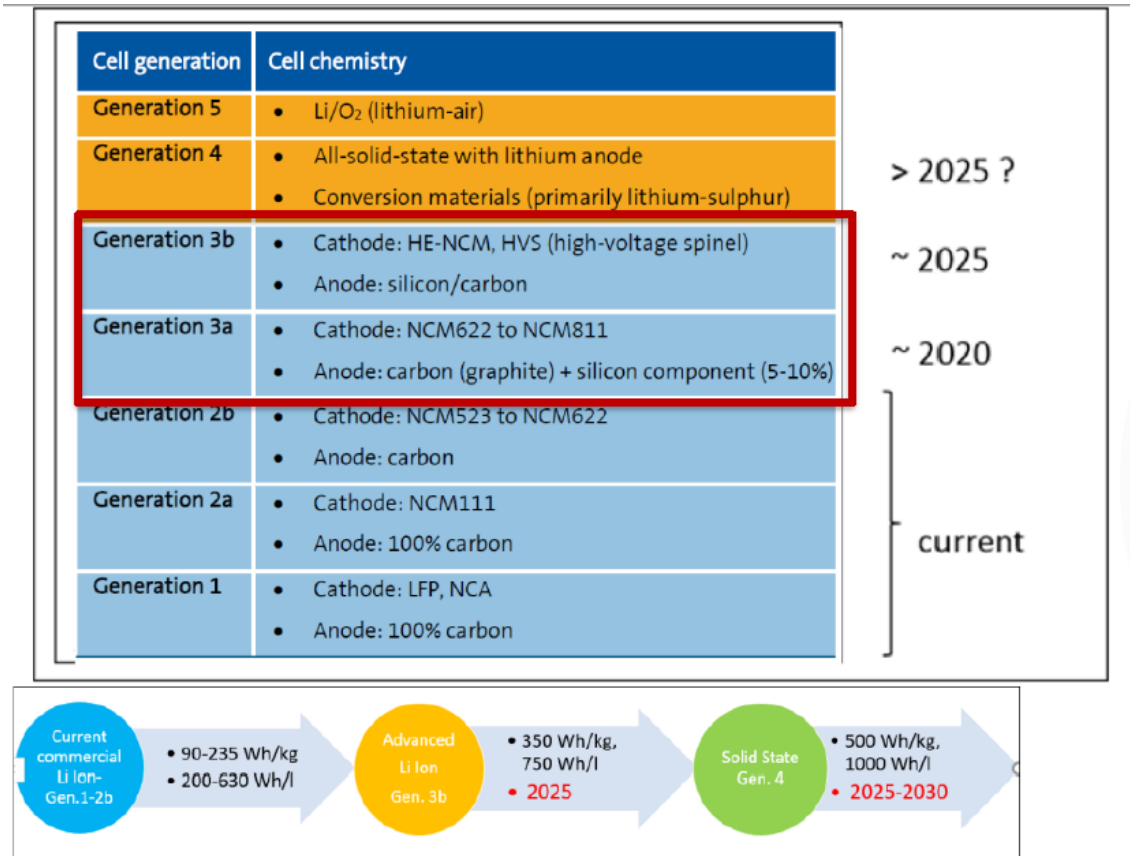 Cell generation Cell chemistry
Generation 5 • Li/O₂ (lithium-air)
Generation 4 • All-solid-state with lithium anode
• Conversion materials (primarily lithium-sulphur)
> 2025 ?
Generation 3b • Cathode: HE-NCM, HVS (high-voltage spinel)
• Anode: silicon/carbon
~ 2025
Generation 3a • Cathode: NCM622 to NCM811
• Anode: carbon (graphite) + silicon component (5-10%)
~ 2020
Generation 2b • Cathode: NCM523 to NCM622
• Anode: carbon
Generation 2a • Cathode: NCM111
• Anode: 100% carbon
Generation 1 • Cathode: LFP, NCA
• Anode: 100% carbon
current
Current
commercial
Li Ion-
Gen.1-2b
• 90-235 Wh/kg
• 200-630 Wh/l
Advanced
Li Ion
Gen. 3b
• 350 Wh/kg,
750 Wh/l
• 2025
Solid State
Gen. 4
• 500 Wh/kg,
1000 Wh/l
• 2025-2030